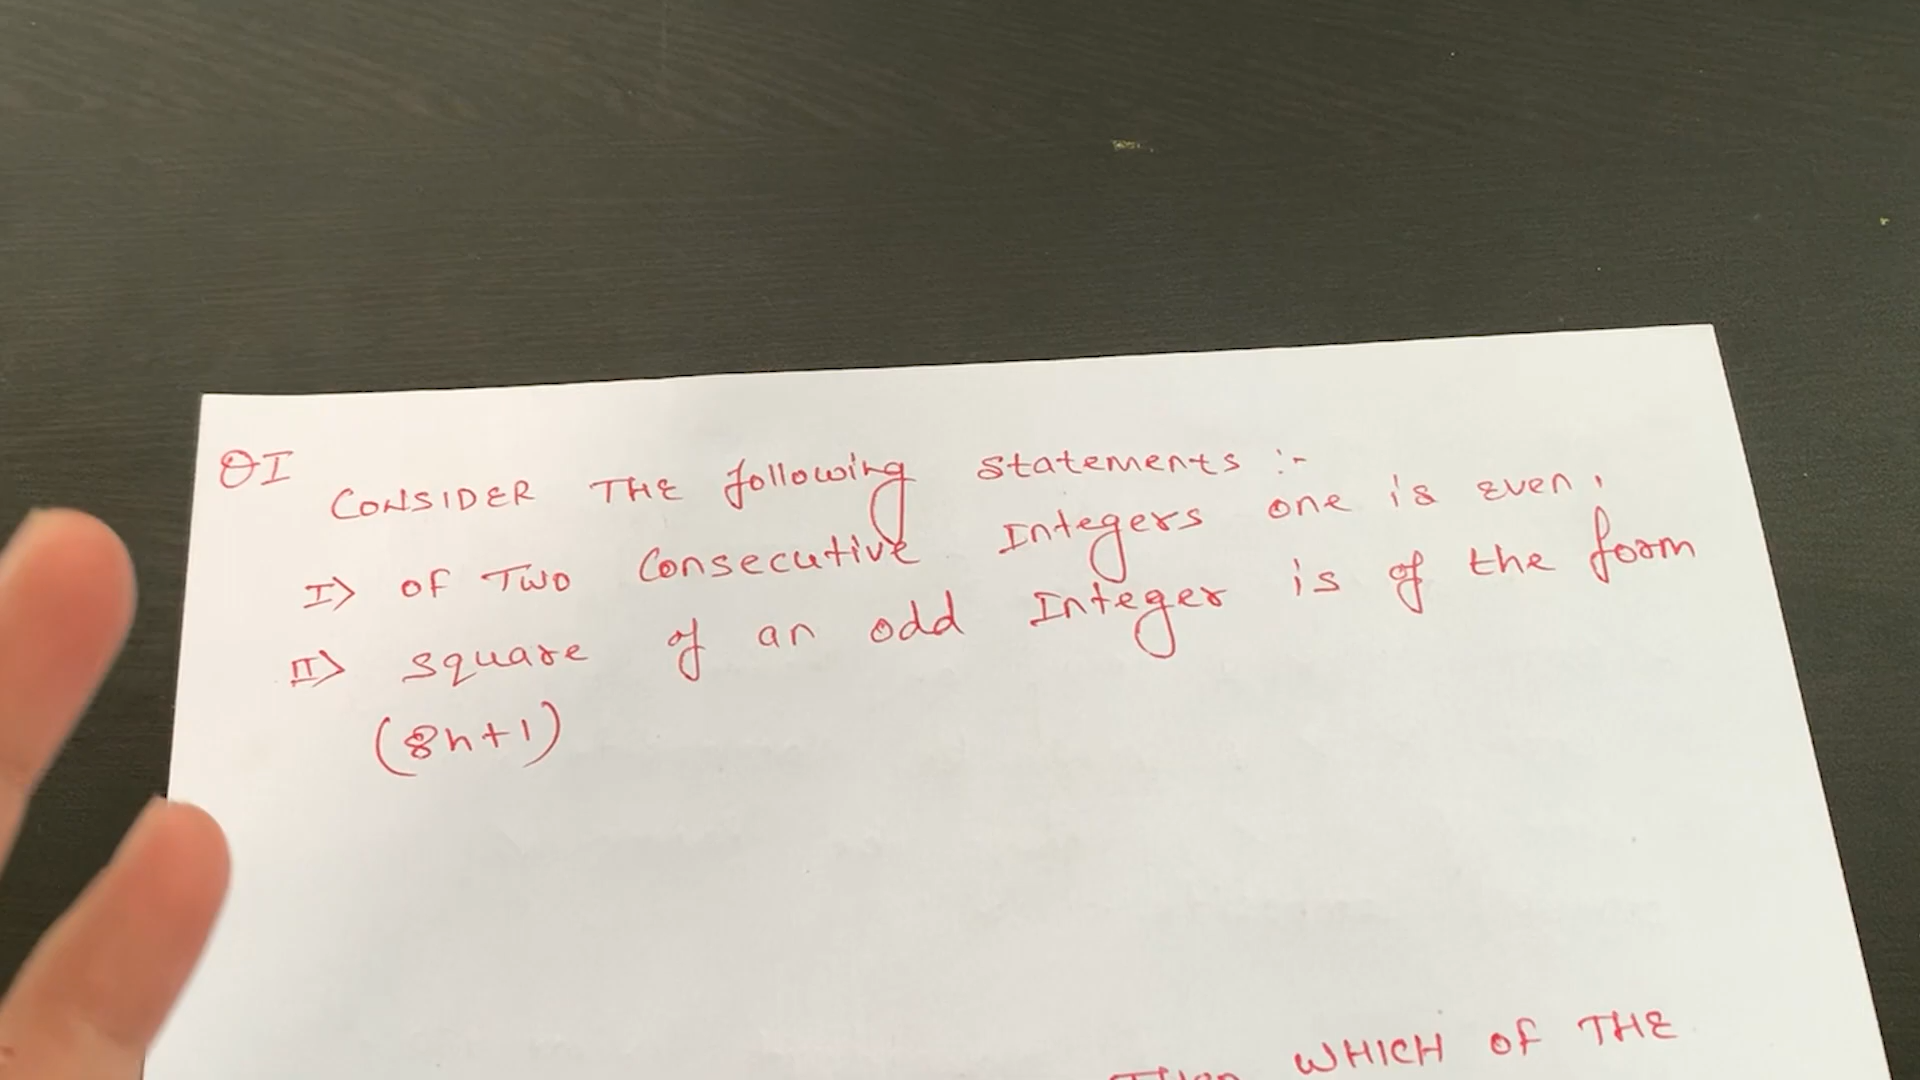 Q1
CONSIDER THE following statements :-
I> of Two Consecutive Integers one is even.
II> square of an odd Integer is of the form
(8n+1)
Then WHICH of THE